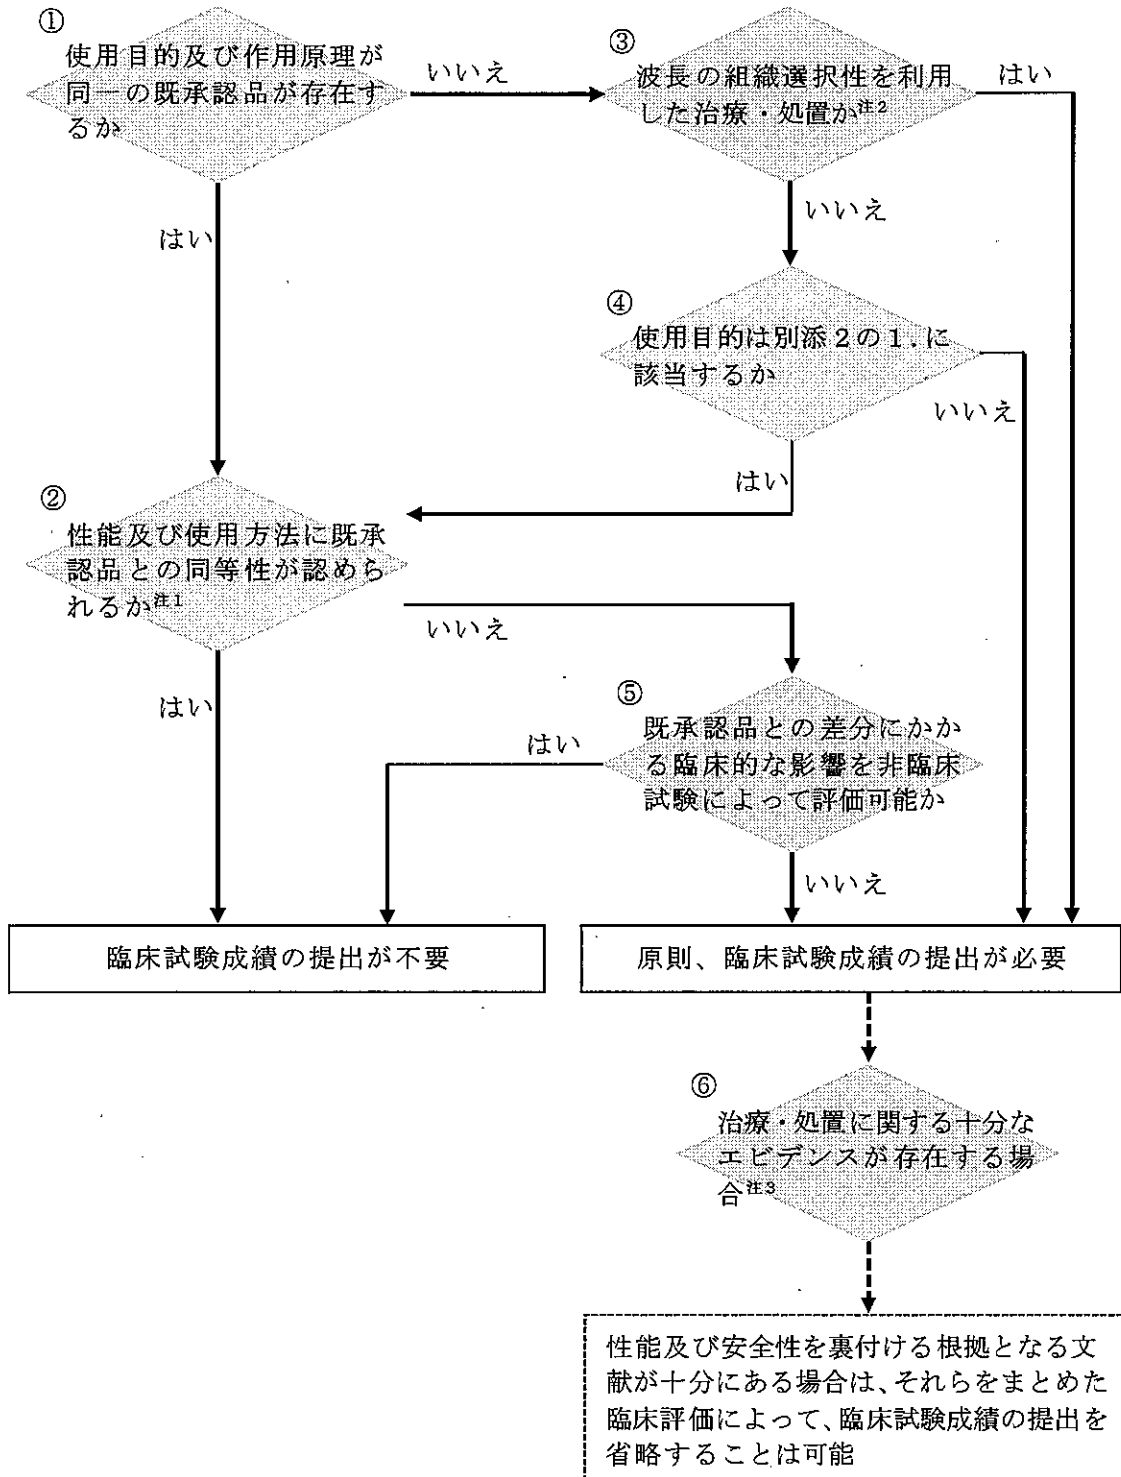 ①
使用目的及び作用原理が
同一の既承認品が存在す
るか
いいえ
③
波長の組織選択性を利用
した治療・処置か注2
はい
はい
いいえ
④
使用目的は別添2の1.に
該当するか
いいえ
はい
②
性能及び使用方法に既承
認品との同等性が認めら
れるか注1
いいえ
はい
⑤
既承認品との差分にかか
る臨床的な影響を非臨床
試験によって評価可能か
はい
いいえ
臨床試験成績の提出が不要
原則、臨床試験成績の提出が必要
⑥
治療・処置に関する十分な
エビデンスが存在する場
合注3
性能及び安全性を裏付ける根拠となる文
献が十分にある場合は、それらをまとめた
臨床評価によって、臨床試験成績の提出を
省略することは可能